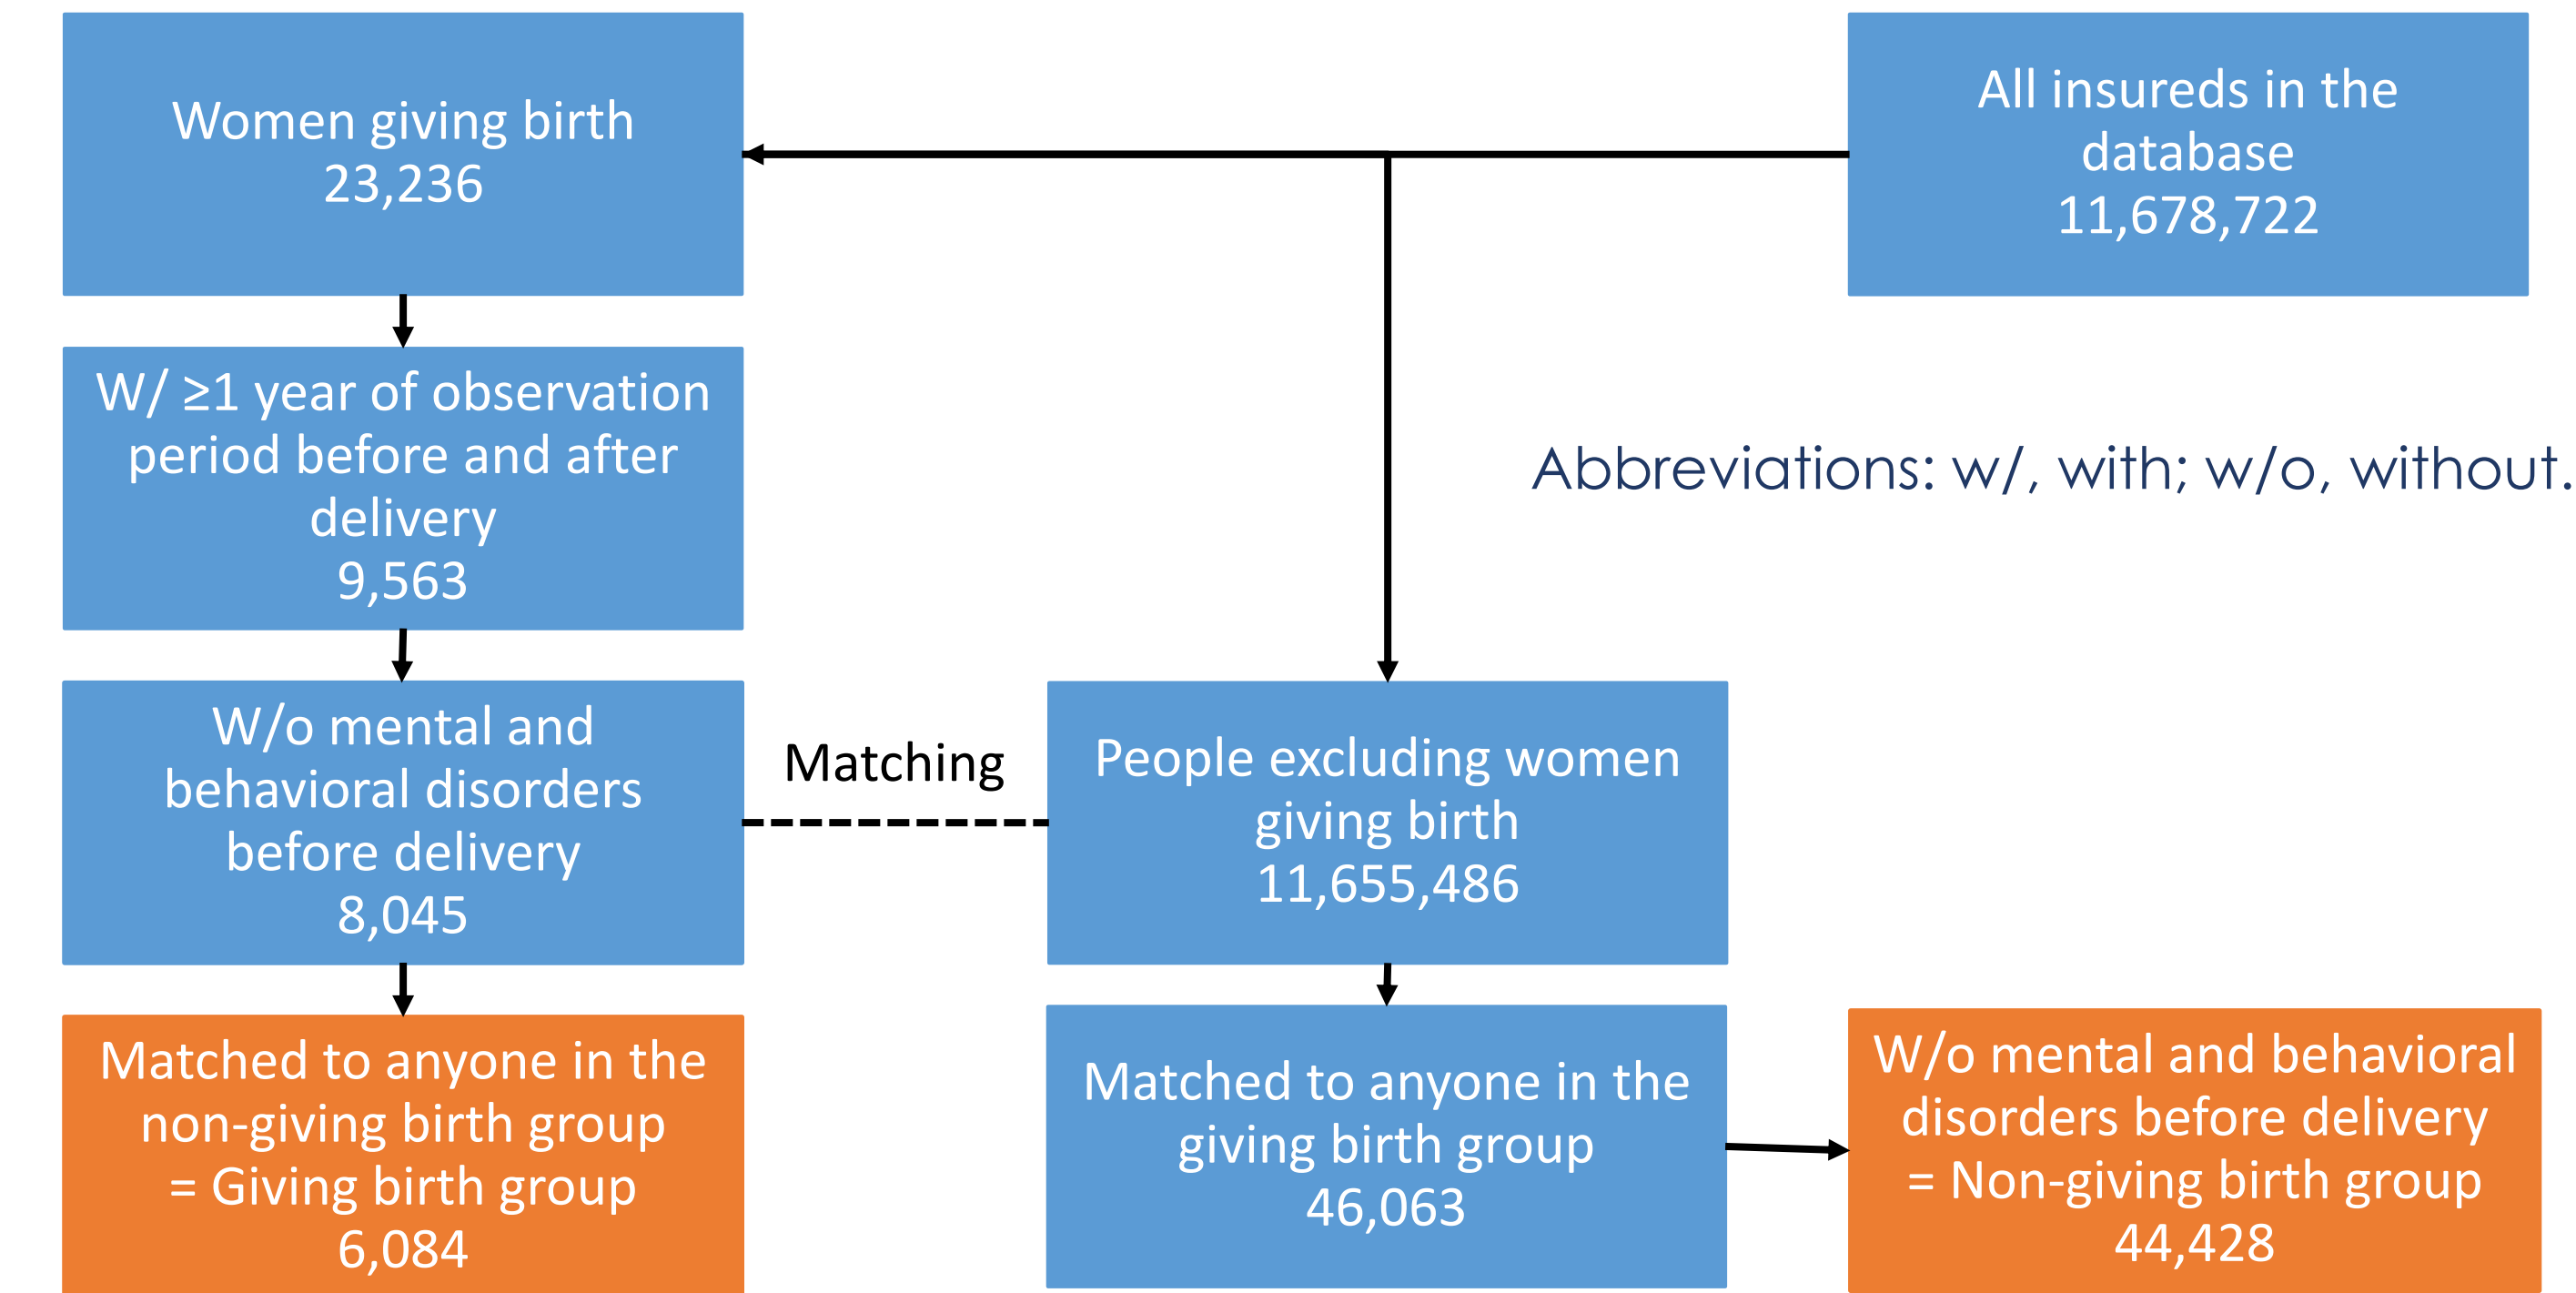 Women giving birth
23,236
All insureds in the
database
11,678,722
W/ ≥1 year of observation
period before and after
delivery
9,563
Abbreviations: w/, with; w/o, without.
W/o mental and
behavioral disorders
before delivery
8,045
Matching
People excluding women
giving birth
11,655,486
Matched to anyone in the
non-giving birth group
= Giving birth group
6,084
Matched to anyone in the
giving birth group
46,063
W/o mental and behavioral
disorders before delivery
= Non-giving birth group
44,428